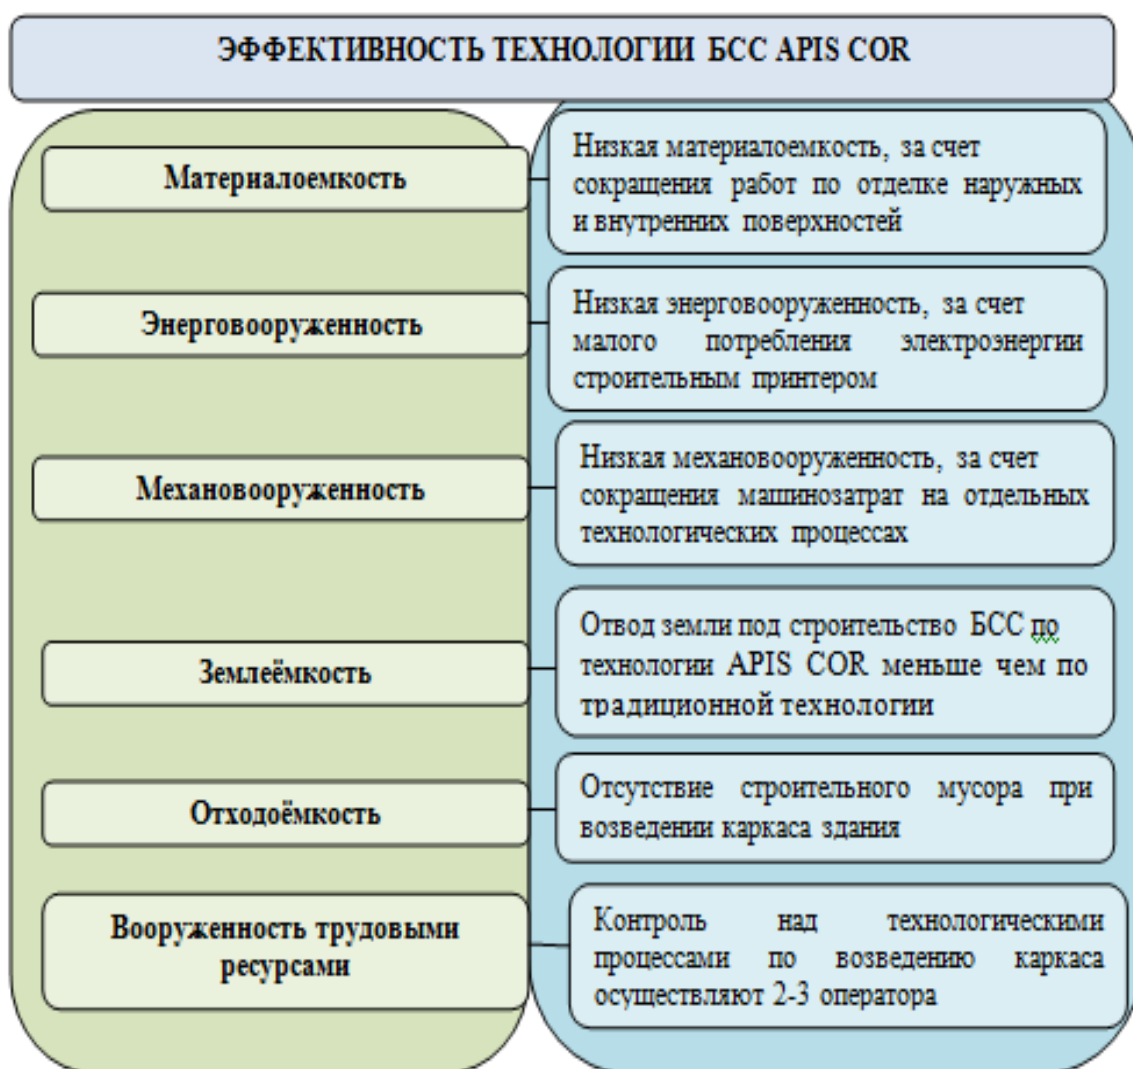 ЭФФЕКТИВНОСТЬ ТЕХНОЛОГИИ БСС APIS COR
Материалоемкость
Низкая материалоемкость, за счет
сокращения работ по отделке наружных
и внутренних поверхностей
Энерговооруженность
Низкая энерговооруженность, за счет
малого потребления электроэнергии
строительным принтером
Механовооруженность
Низкая механовооруженность, за счет
сокращения машинозатрат на отдельных
технологических процессах
Землеёмкость
Отвод земли под строительство БСС по
технологии APIS COR меньше чем по
традиционной технологии
Отходоёмкость
Отсутствие строительного мусора при
возведении каркаса здания
Вооруженность трудовыми
ресурсами
Контроль над технологическими
процессами по возведению каркаса
осуществляют 2-3 оператора